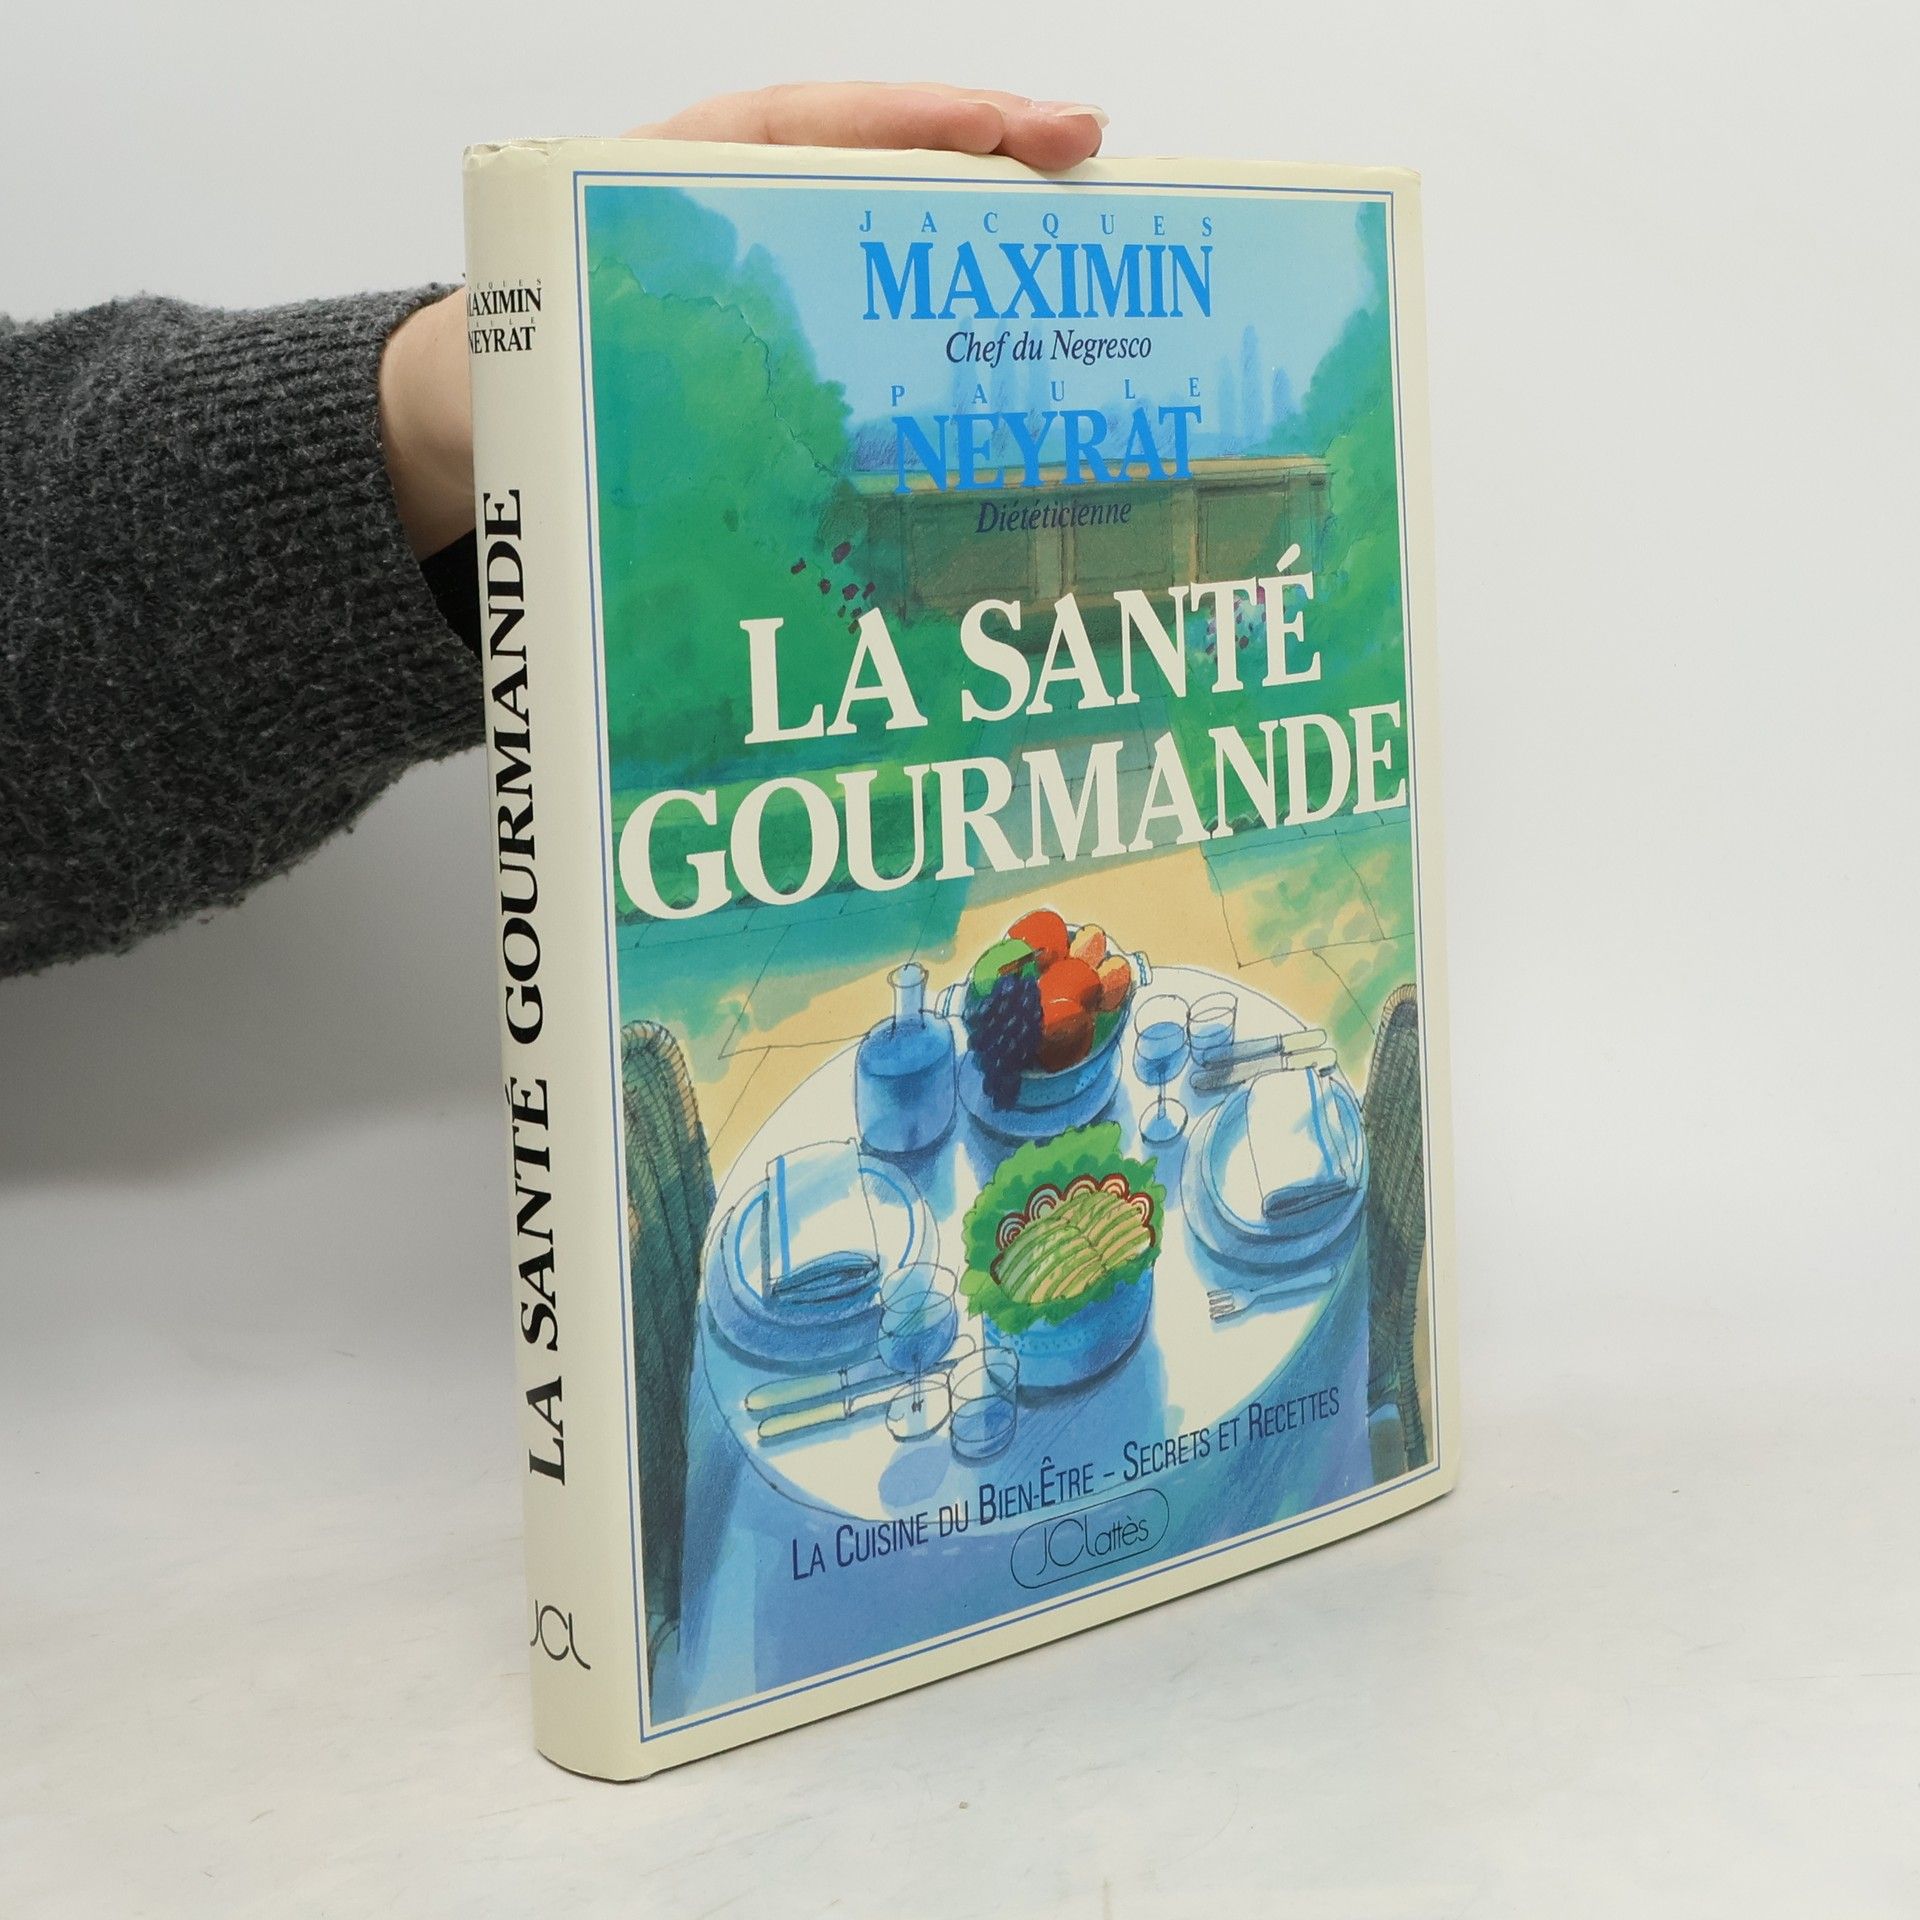 JACQUES
MAXIMIN
Chef du Negresco
PAULE
NEYRAT
Diététicienne
LA SANTÉ
GOURMANDE
LA CUISINE DU BIEN-ÊTRE – SECRETS ET RECETTES
JClattès
MAXIMIN
NEYRAT
LA SANTÉ GOURMANDE
JCL